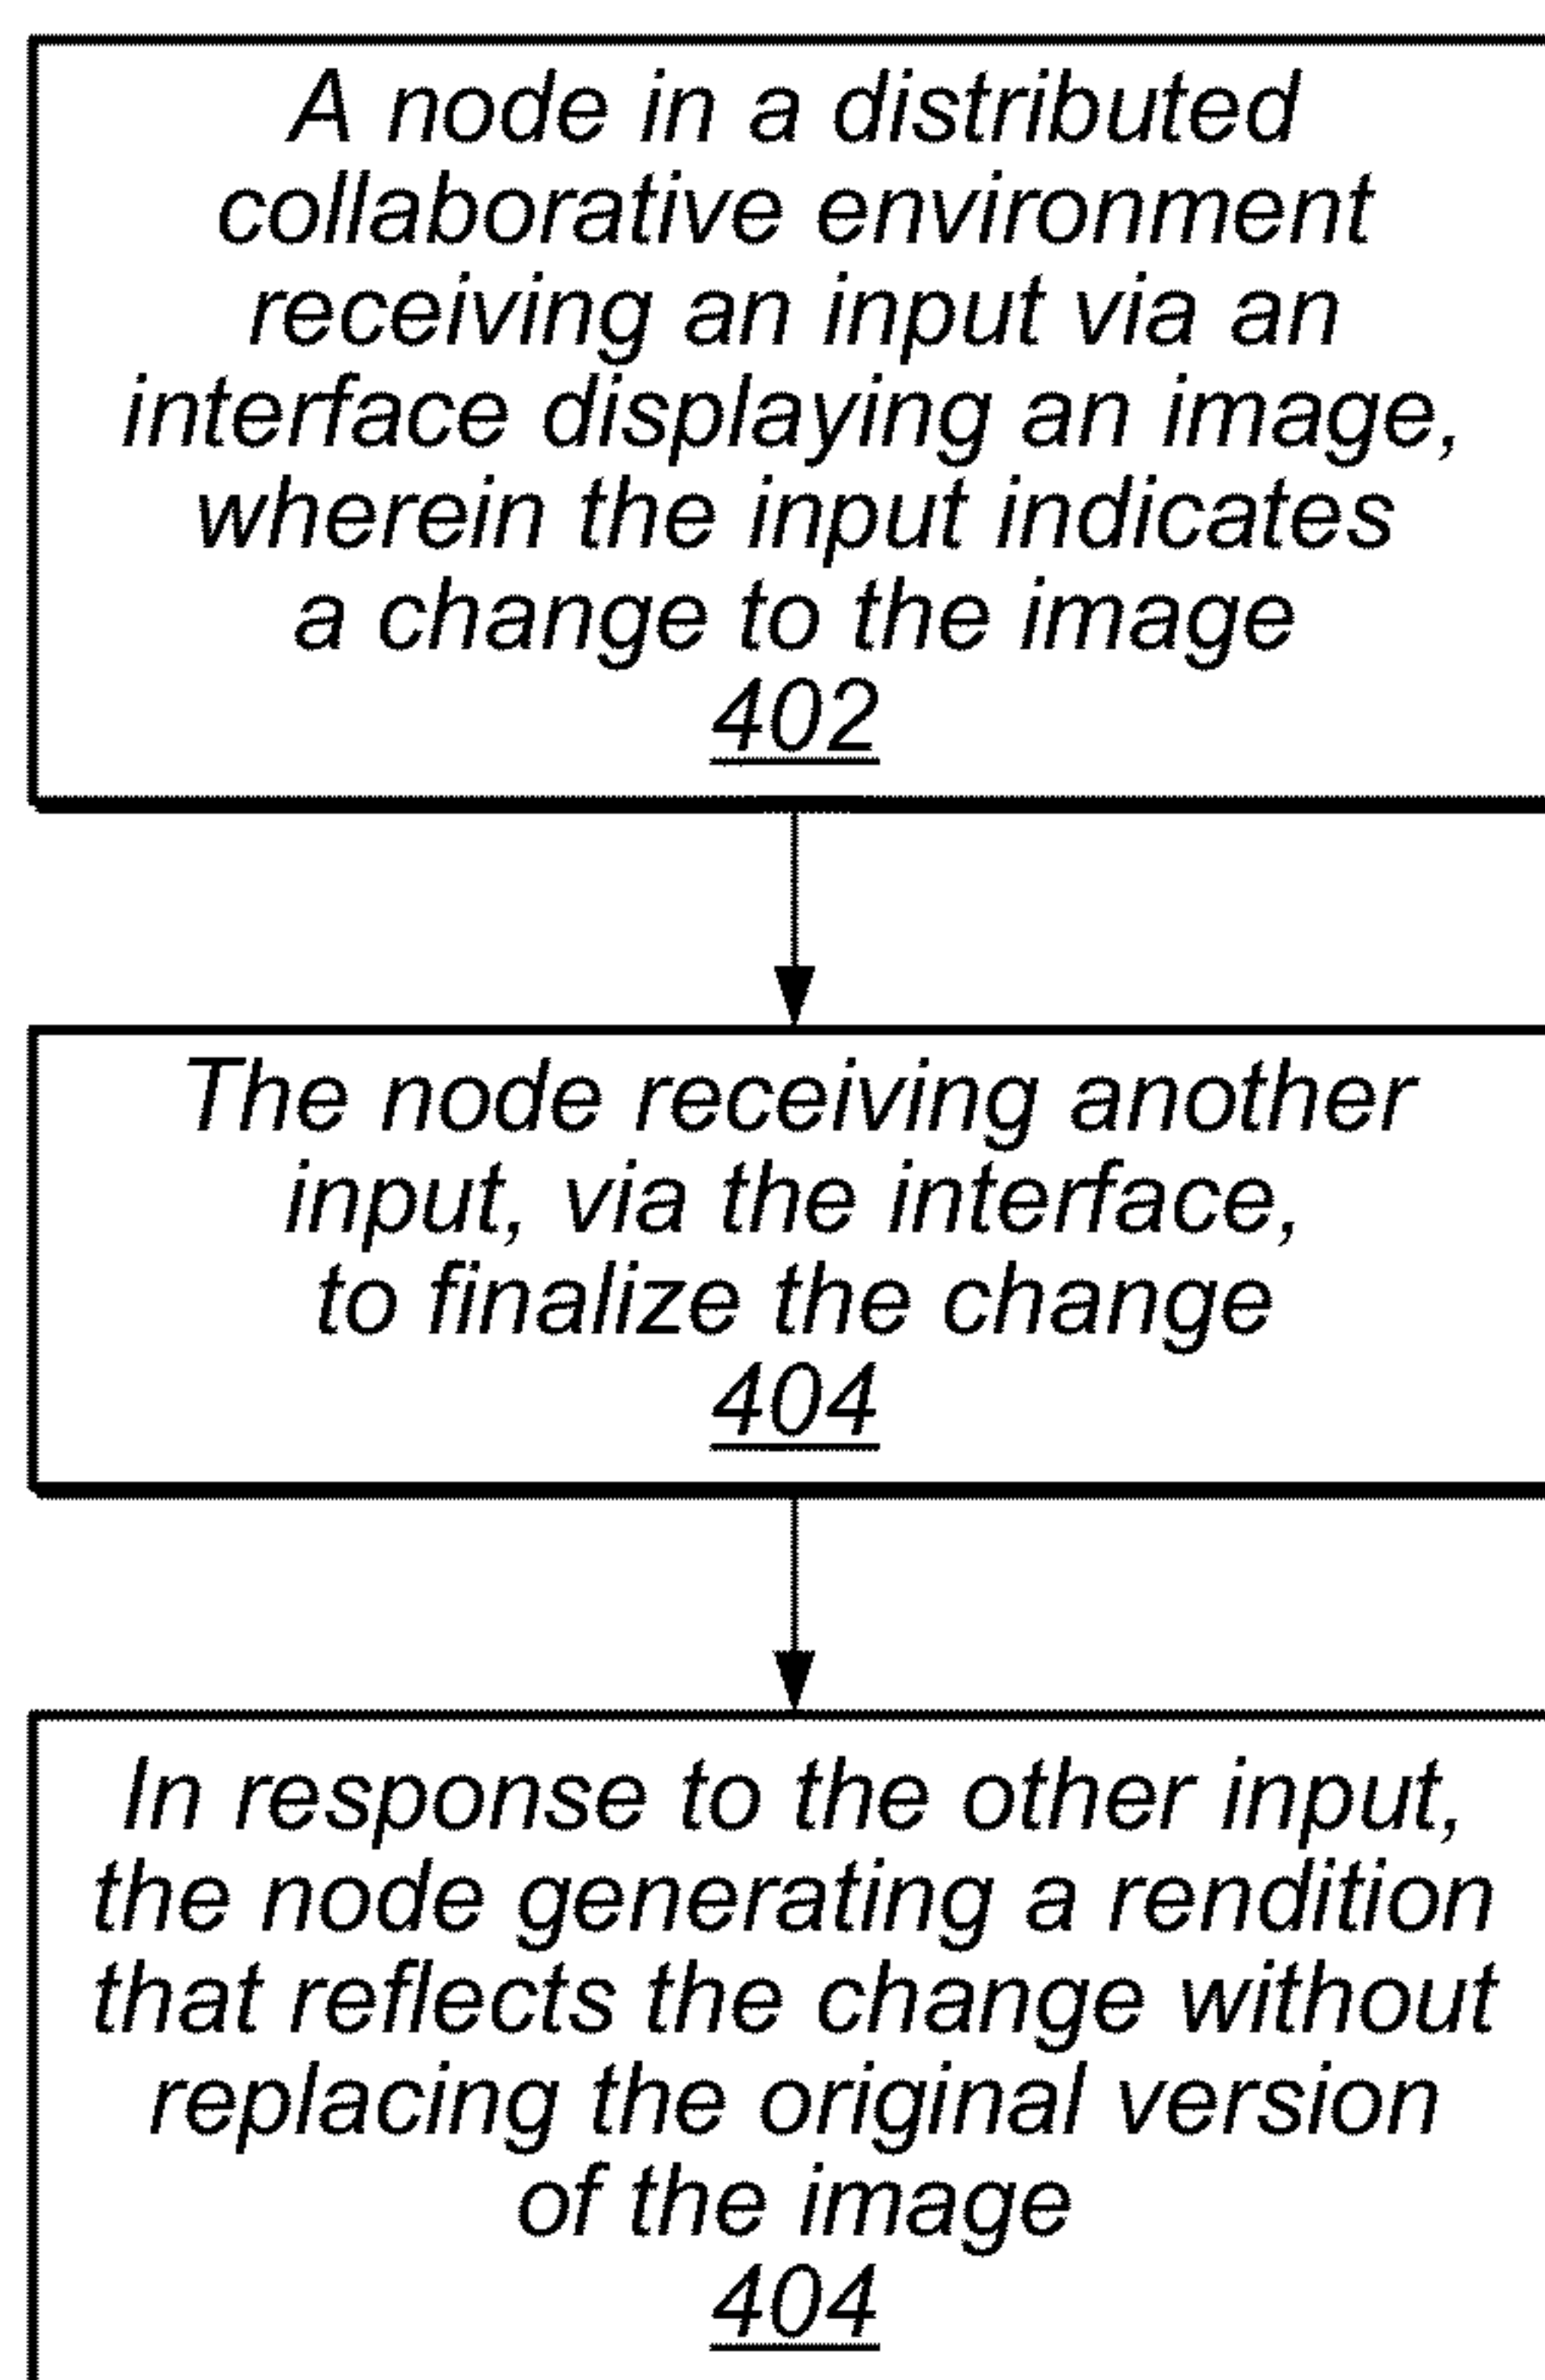 A node in a distributed
collaborative environment
receiving an input via an
interface displaying an image,
wherein the input indicates
a change to the image
402
The node receiving another
input, via the interface,
to finalize the change
404
In response to the other input,
the node generating a rendition
that reflects the change without
replacing the original version
of the image
404